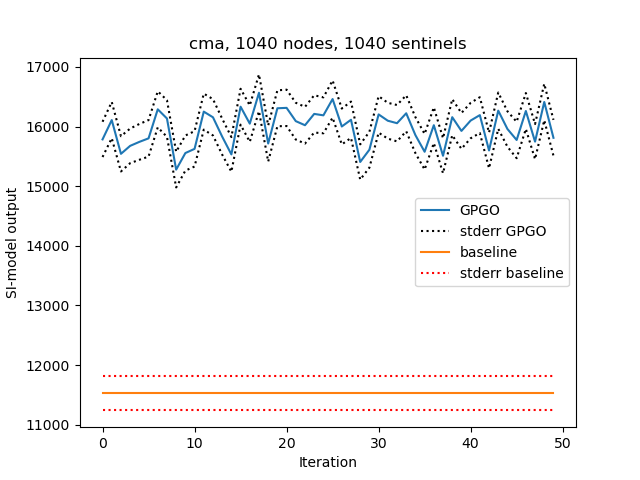 cma, 1040 nodes, 1040 sentinels
17000
16000
15000
14000
13000
12000
11000
SI-model output
GPGO
stderr GPGO
baseline
stderr baseline
0 10 20 30 40 50
Iteration